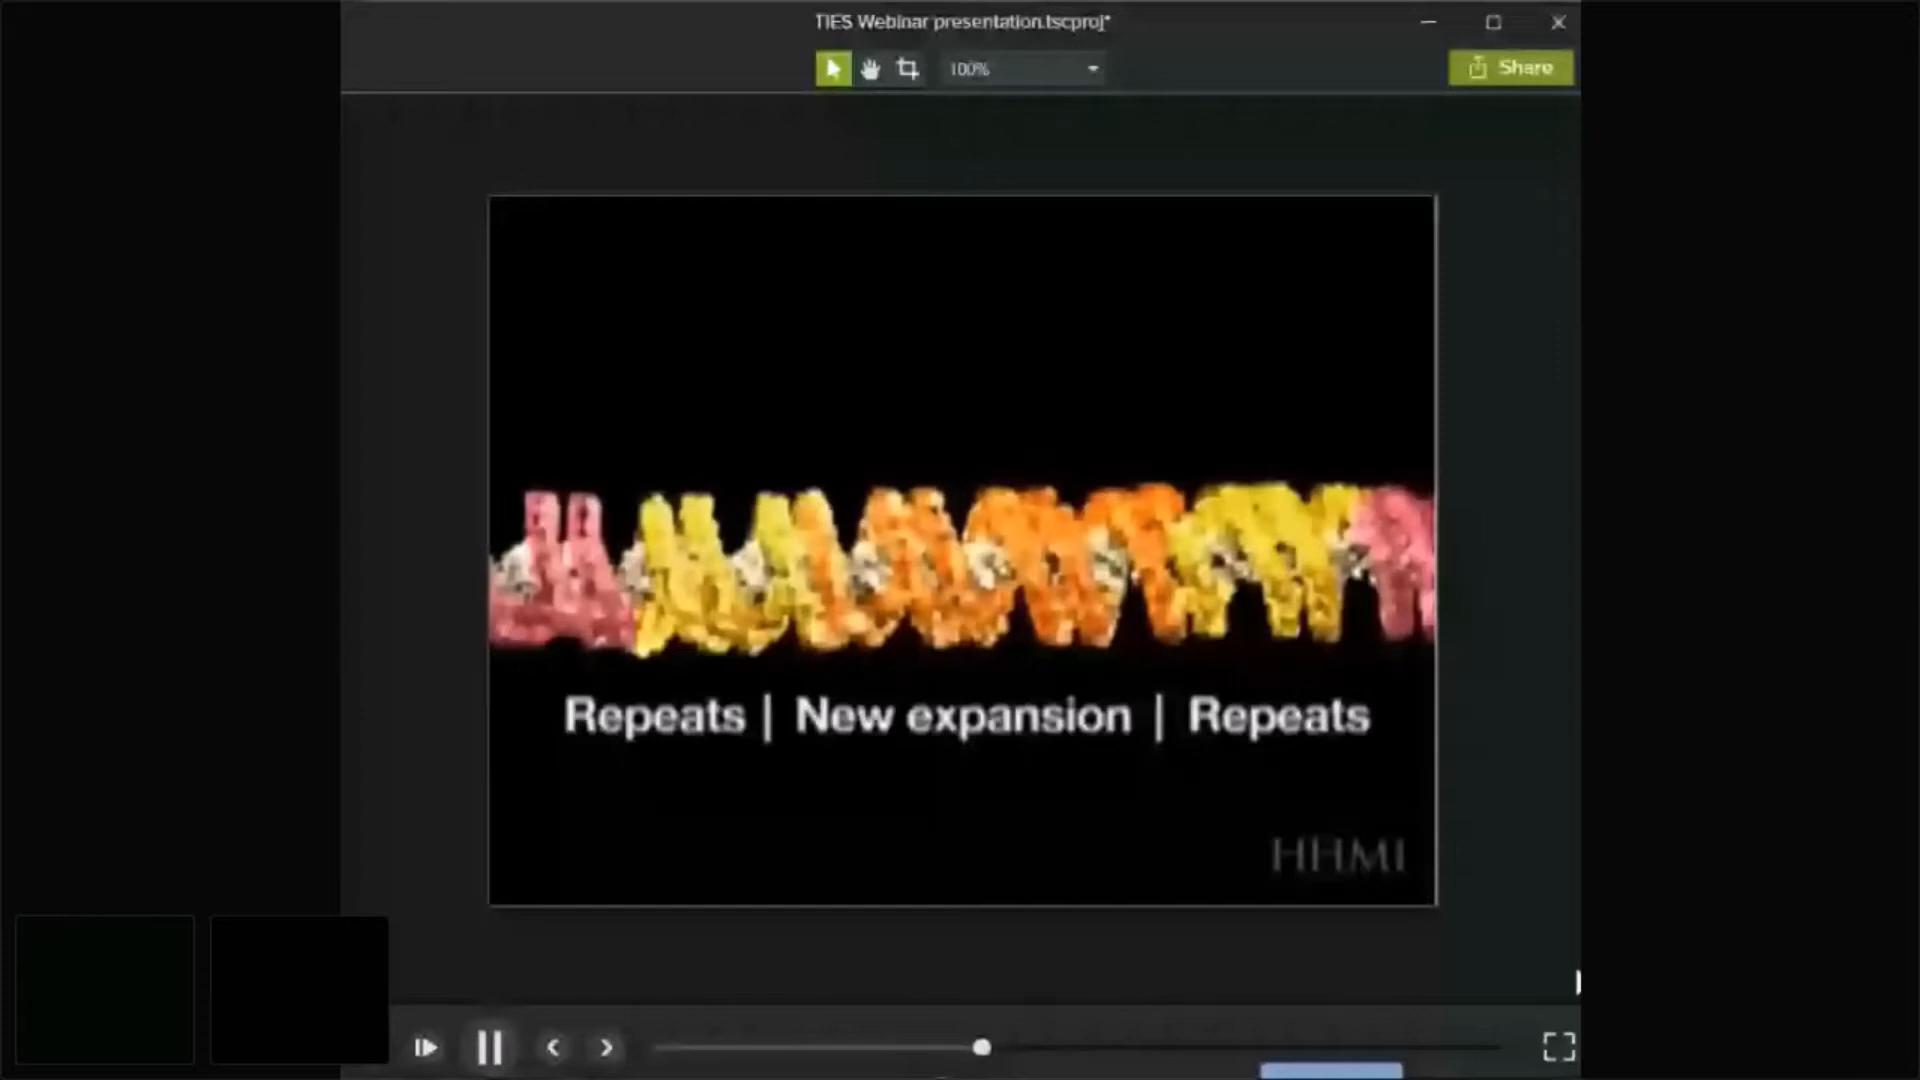 TIES Webinar presentation.tscproj*
100%
Share
Repeats | New expansion | Repeats
HHMI